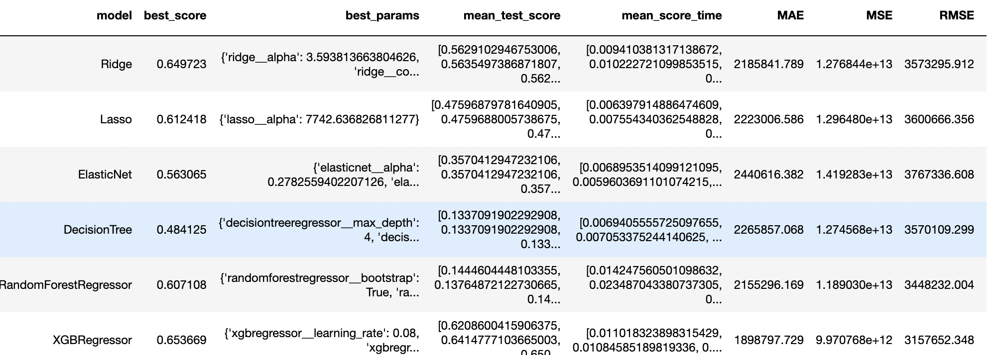 model best_score best_params mean_test_score mean_score_time MAE MSE RMSE
Ridge 0.649723 {'ridge__alpha': 3.593813663804626, 'ridge__co... [0.5629102946753006, 0.5635497386871807, 0.562... [0.009410381317138672, 0.010222721099853515, 0... 2185841.789 1.276844e+13 3573295.912
Lasso 0.612418 {'lasso__alpha': 7742.636826811277} [0.47596879781640905, 0.4759688005738675, 0.47... [0.006397914886474609, 0.007554340362548828, 0... 2223006.586 1.296480e+13 3600666.356
ElasticNet 0.563065 {'elasticnet__alpha': 0.2782559402207126, 'ela... [0.3570412947232106, 0.3570412947232106, 0.357... [0.0068953514099121095, 0.0059603691101074215,... 2440616.382 1.419283e+13 3767336.608
DecisionTree 0.484125 {'decisiontreeregressor__max_depth': 4, 'decis... [0.1337091902292908, 0.1337091902292908, 0.133... [0.0069405555725097655, 0.007053375244140625, ... 2265857.068 1.274568e+13 3570109.299
RandomForestRegressor 0.607108 {'randomforestregressor__bootstrap': True, 'ra... [0.1444604448103355, 0.13764872122730665, 0.14... [0.014247560501098632, 0.023487043380737305, 0... 2155296.169 1.189030e+13 3448232.004
XGBRegressor 0.653669 {'xgbregressor__learning_rate': 0.08, 'xgbregr... [0.6208600415906375, 0.6414777103665003, 0.650... [0.011018323898315429, 0.01084585189819336, 0.... 1898797.729 9.970768e+12 3157652.348